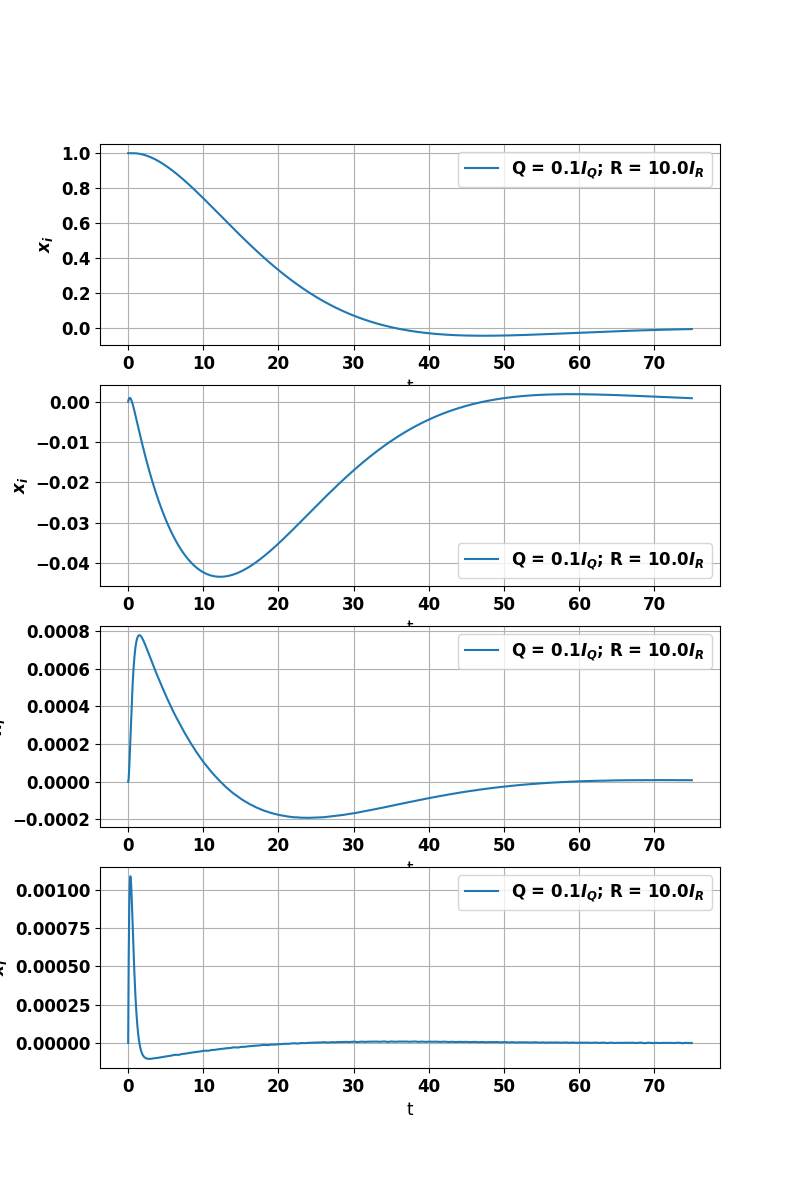 1.0
0.8
0.6
0.4
0.2
0.0
x_i
Q = 0.1I_Q; R = 10.0I_R
0 10 20 30 40 50 60 70
0.00
−0.01
−0.02
−0.03
−0.04
x_i
Q = 0.1I_Q; R = 10.0I_R
0 10 20 30 40 50 60 70
0.0008
0.0006
0.0004
0.0002
0.0000
−0.0002
Q = 0.1I_Q; R = 10.0I_R
0 10 20 30 40 50 60 70
0.00100
0.00075
0.00050
0.00025
0.00000
Q = 0.1I_Q; R = 10.0I_R
0 10 20 30 40 50 60 70
t